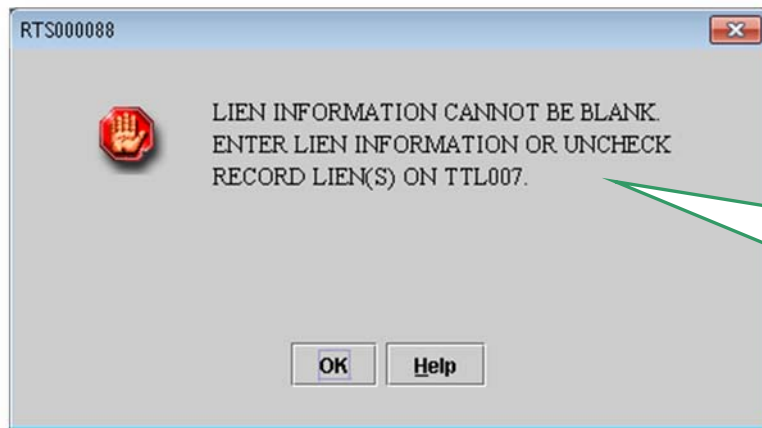 RTS000088
LIEN INFORMATION CANNOT BE BLANK.
ENTER LIEN INFORMATION OR UNCHECK
RECORD LIEN(S) ON TTL007.
OK Help